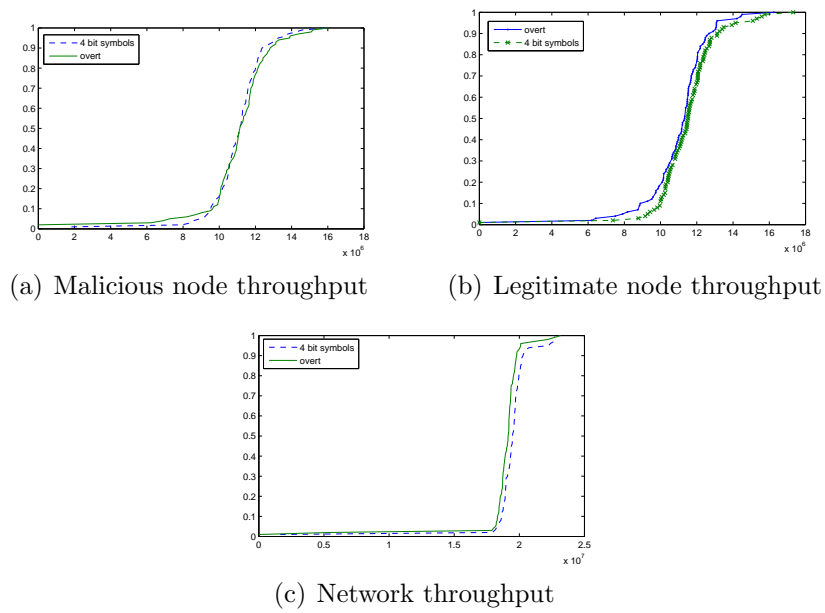 1
0.9
0.8
0.7
0.6
0.5
0.4
0.3
0.2
0.1
0
4 bit symbols
overt
0 2 4 6 8 10 12 14 16 18
x 10^6
(a) Malicious node throughput
1
0.9
0.8
0.7
0.6
0.5
0.4
0.3
0.2
0.1
0
overt
4 bit symbols
0 2 4 6 8 10 12 14 16 18
x 10^6
(b) Legitimate node throughput
1
0.9
0.8
0.7
0.6
0.5
0.4
0.3
0.2
0.1
0
4 bit symbols
overt
0 0.5 1 1.5 2 2.5
x 10^7
(c) Network throughput